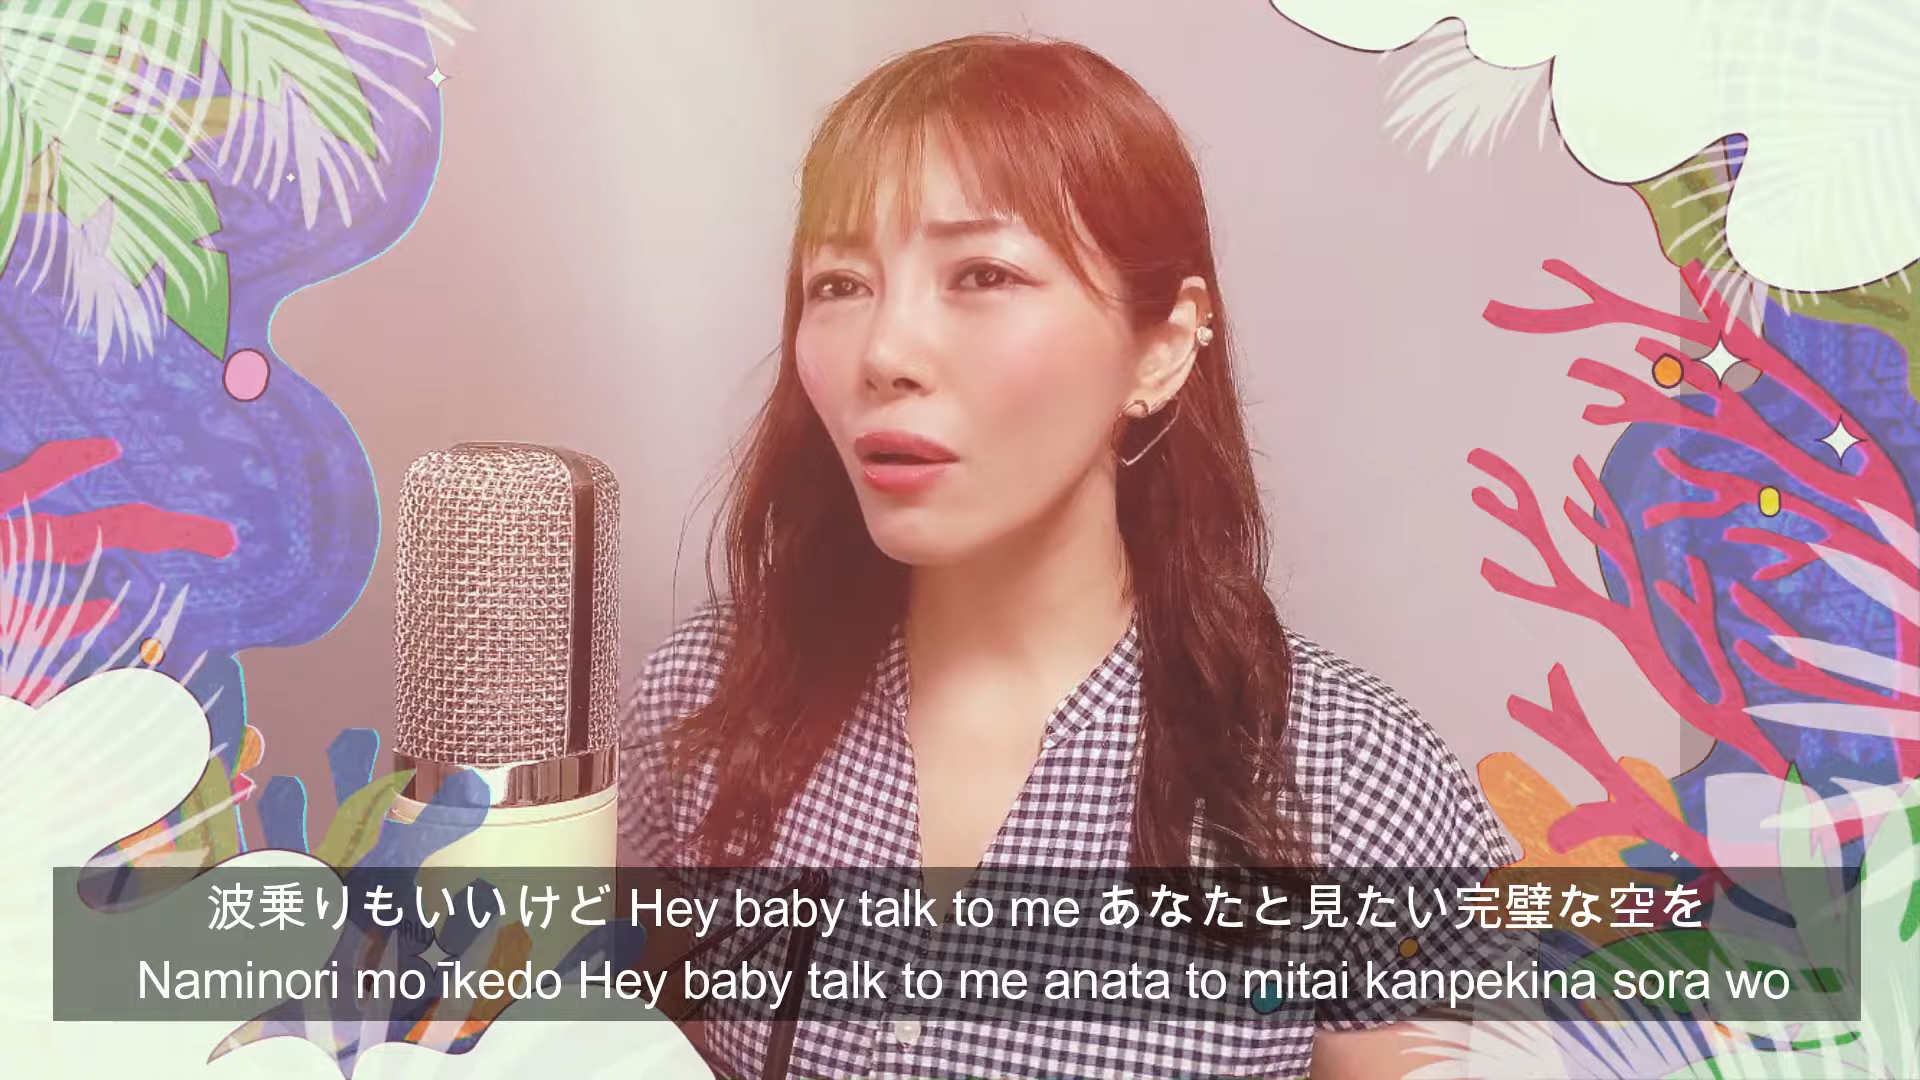 波乗りもいいけど Hey baby talk to me あなたと見たい完璧な空を
Naminori mo īkedo Hey baby talk to me anata to mitai kanpekina sora wo